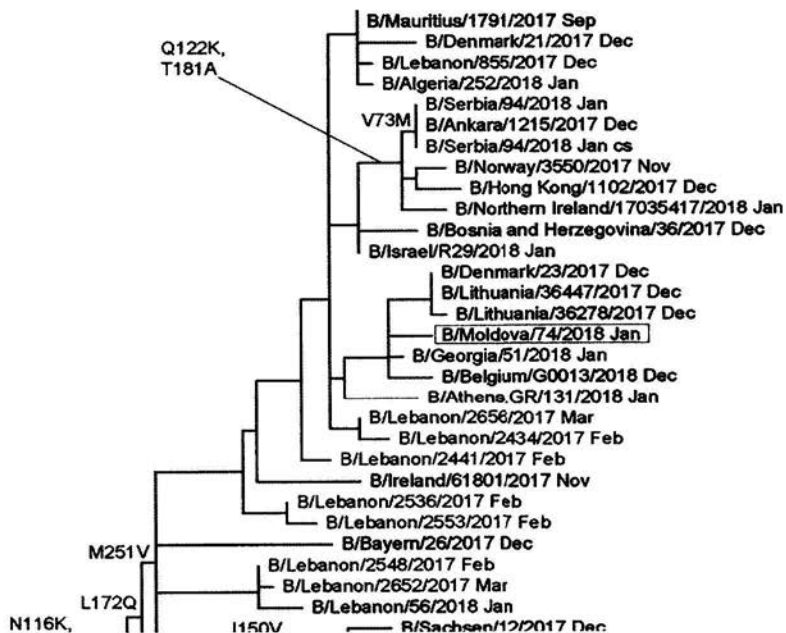 B/Mauritius/1791/2017 Sep
Q122K,
T181A
B/Denmark/21/2017 Dec
B/Lebanon/855/2017 Dec
B/Algeria/252/2018 Jan
B/Serbia/94/2018 Jan
V73M
B/Ankara/1215/2017 Dec
B/Serbia/94/2018 Jan cs
B/Norway/3550/2017 Nov
B/Hong Kong/1102/2017 Dec
B/Northern Ireland/17035417/2018 Jan
B/Bosnia and Herzegovina/36/2017 Dec
B/Israel/R29/2018 Jan
B/Denmark/23/2017 Dec
B/Lithuania/36447/2017 Dec
B/Lithuania/36278/2017 Dec
B/Moldova/74/2018 Jan
B/Georgia/51/2018 Jan
B/Belgium/G0013/2018 Dec
B/Athens.GR/131/2018 Jan
B/Lebanon/2656/2017 Mar
B/Lebanon/2434/2017 Feb
B/Lebanon/2441/2017 Feb
B/Ireland/61801/2017 Nov
B/Lebanon/2536/2017 Feb
B/Lebanon/2553/2017 Feb
B/Bayern/26/2017 Dec
M251V
B/Lebanon/2548/2017 Feb
B/Lebanon/2652/2017 Mar
L172Q
B/Lebanon/56/2018 Jan
N116K,
I150V
B/Sachsen/12/2017 Dec